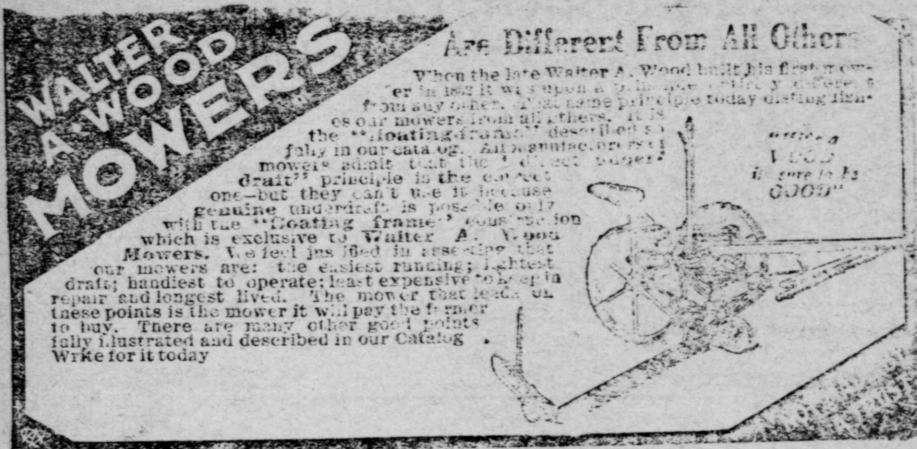 WALTER
A. WOOD
MOWERS
Are Different From All Others
When the late Walter A. Wood built his first mow-
er in it was upon a principle
from any other. That same principle today distinguish-
es our mowers from all others. It is
the "floating-frame" described so
fully in our catalog. All manufacturers of
mowers admit that the "direct under-
draft" principle is the correct
one—but they can't use it because
genuine underdraft is possible only
with the "floating frame" construction
which is exclusive to Walter A. Wood
Mowers. We feel justified in asserting that
our mowers are: the easiest running; lightest
draft; handiest to operate; least expensive to keep in
repair and longest lived. The mower that leads on
these points is the mower it will pay the farmer
to buy. There are many other good points
fully illustrated and described in our Catalog
Write for it today
WOOD
sure to be
GOOD"